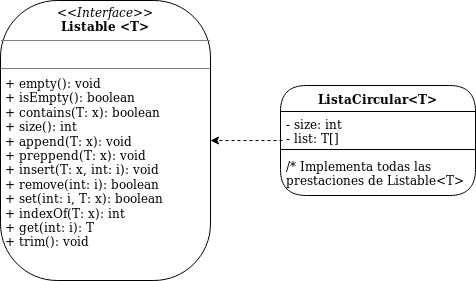 <<Interface>>
Listable <T>
+ empty(): void
+ isEmpty(): boolean
+ contains(T: x): boolean
+ size(): int
+ append(T: x): void
+ preppend(T: x): void
+ insert(T: x, int: i): void
+ remove(int: i): boolean
+ set(int: i, T: x): boolean
+ indexOf(T: x): int
+ get(int: i): T
+ trim(): void
ListaCircular<T>
- size: int
- list: T[]
/* Implementa todas las
prestaciones de Listable<T>